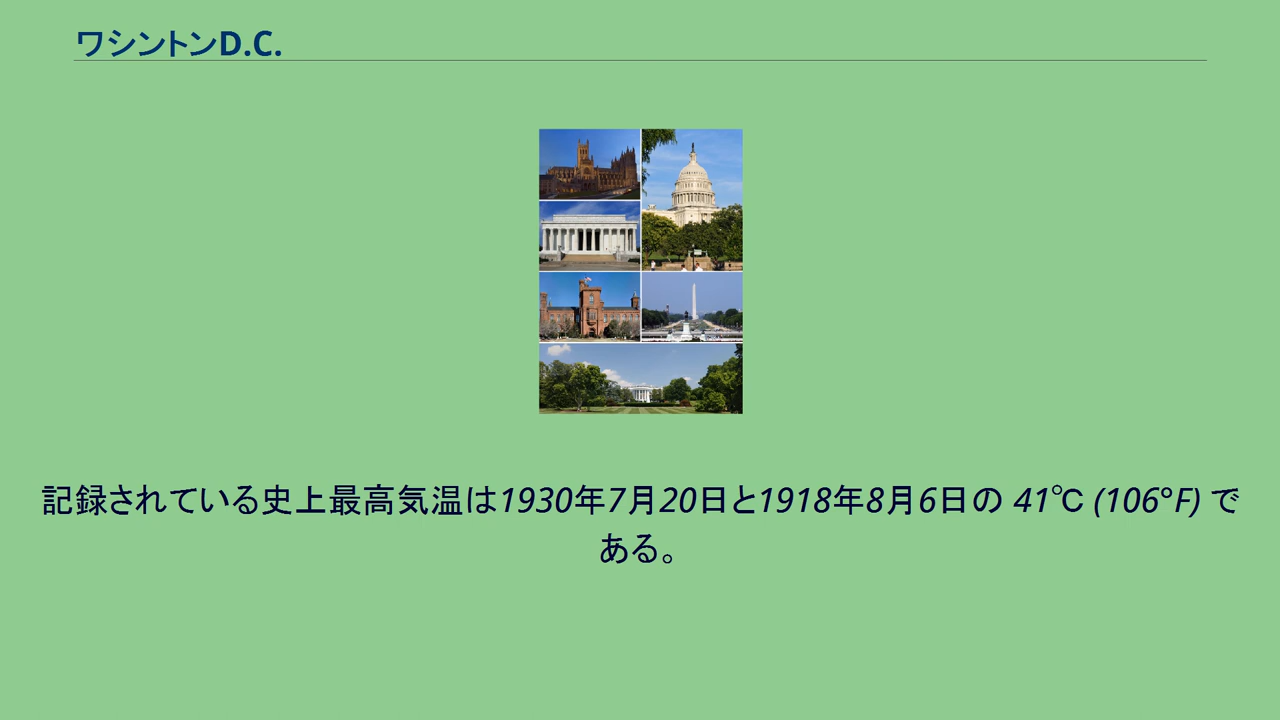 ワシントンD.C.
記録されている史上最高気温は1930年7月20日と1918年8月6日の 41℃ (106°F) で
ある。